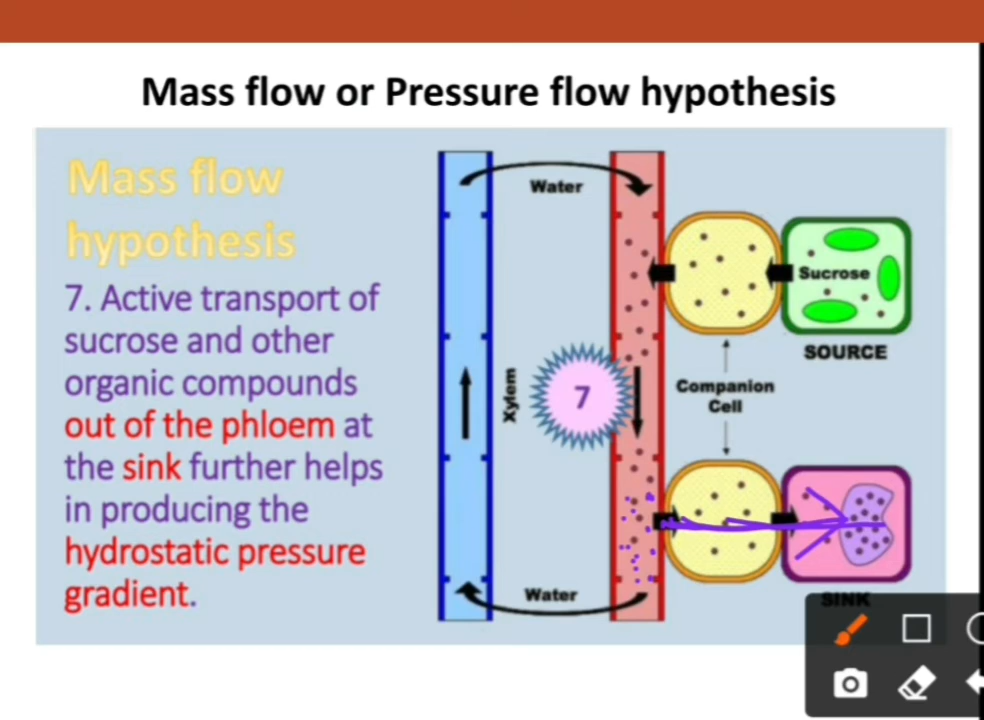 Mass flow or Pressure flow hypothesis
Mass flow
hypothesis
7. Active transport of
sucrose and other
organic compounds
out of the phloem at
the sink further helps
in producing the
hydrostatic pressure
gradient.
Water
Sucrose
SOURCE
Xylem
7
Companion
Cell
Water
SINK